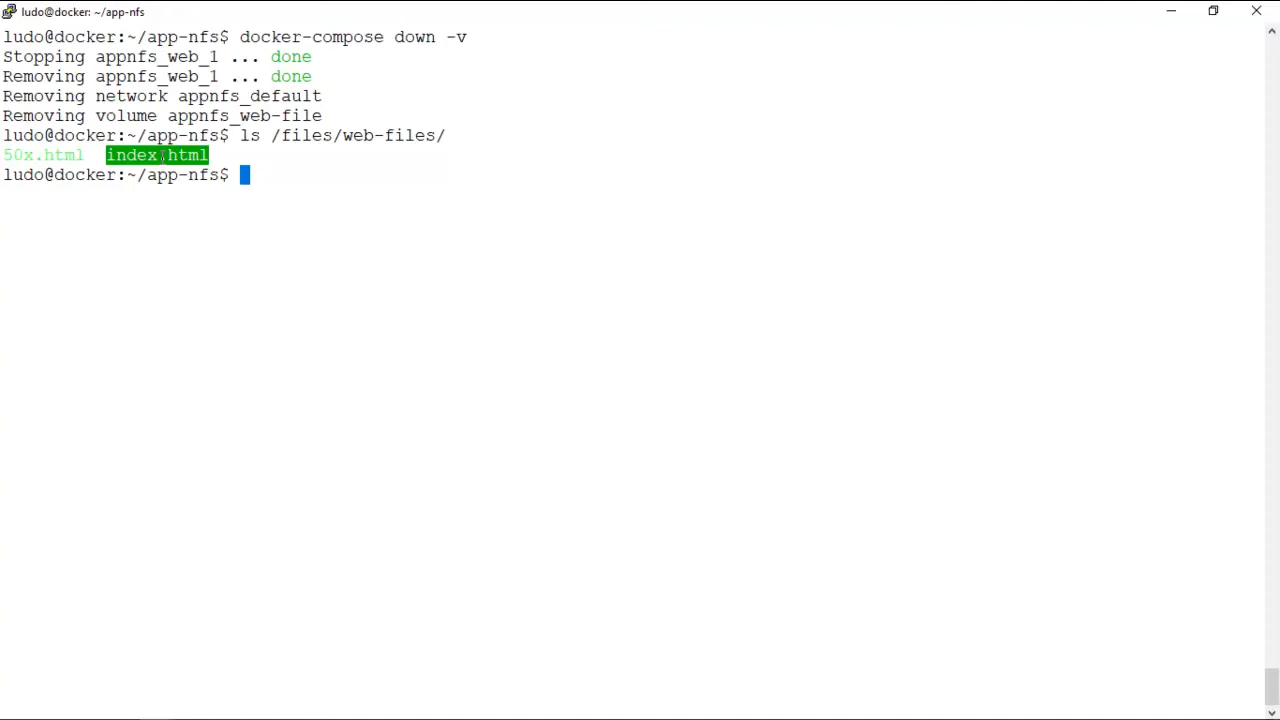 ludo@docker: ~/app-nfs
ludo@docker:~/app-nfs$ docker-compose down -v
Stopping appnfs_web_1 ... done
Removing appnfs_web_1 ... done
Removing network appnfs_default
Removing volume appnfs_web-file
ludo@docker:~/app-nfs$ ls /files/web-files/
50x.html  index.html
ludo@docker:~/app-nfs$